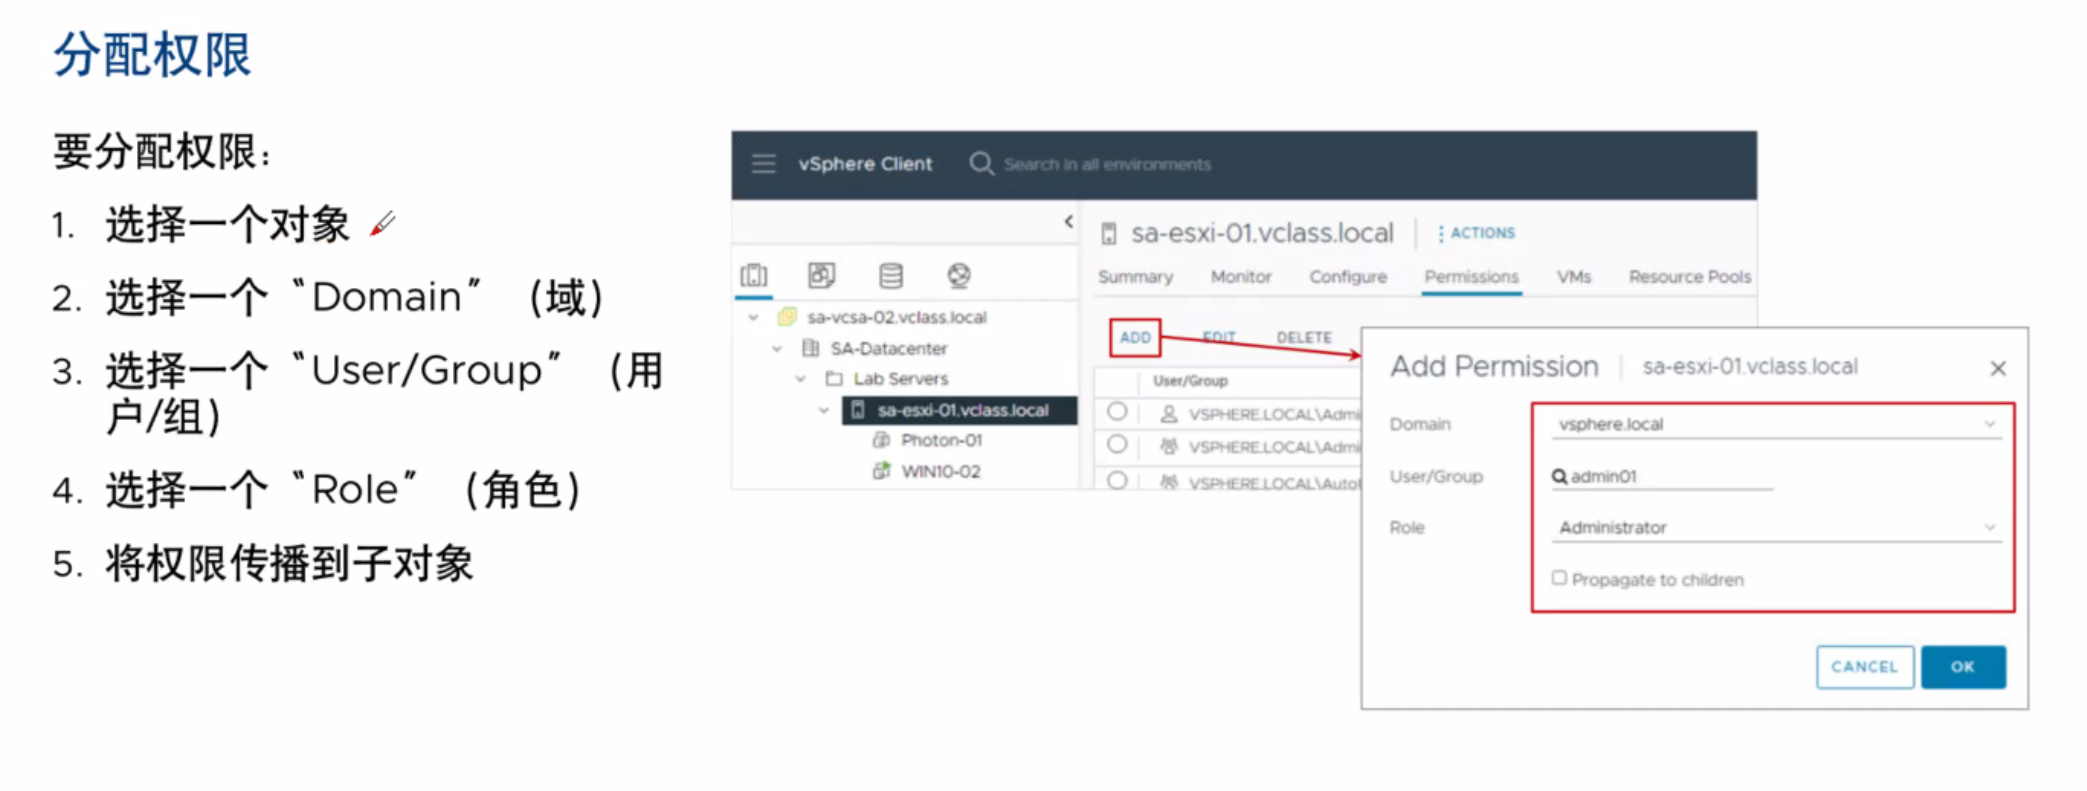 分配权限
要分配权限:
1. 选择一个对象
2. 选择一个“Domain”(域)
3. 选择一个“User/Group”(用
户/组)
4. 选择一个“Role”(角色)
5. 将权限传播到子对象
vSphere Client
Search in all environments
sa-vcsa-02.vclass.local
SA-Datacenter
Lab Servers
sa-esxi-01.vclass.local
Photon-01
WIN10-02
sa-esxi-01.vclass.local ACTIONS
Summary Monitor Configure Permissions VMs Resource Pools
ADD EDIT DELETE
User/Group
VSPHERE.LOCAL\Admi
VSPHERE.LOCAL\Admi
VSPHERE.LOCAL\Auto
Add Permission sa-esxi-01.vclass.local
Domain vsphere.local
User/Group admin01
Role Administrator
Propagate to children
CANCEL OK